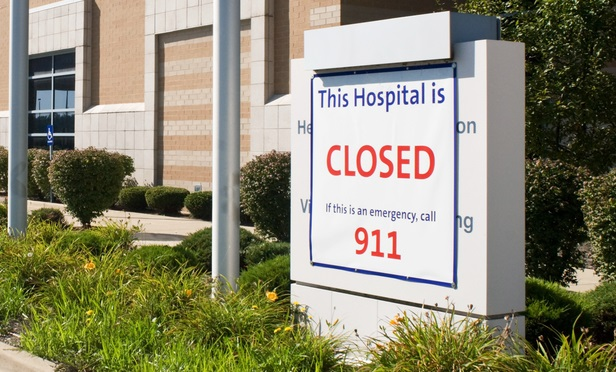 This Hospital is
CLOSED
If this is an emergency, call
911